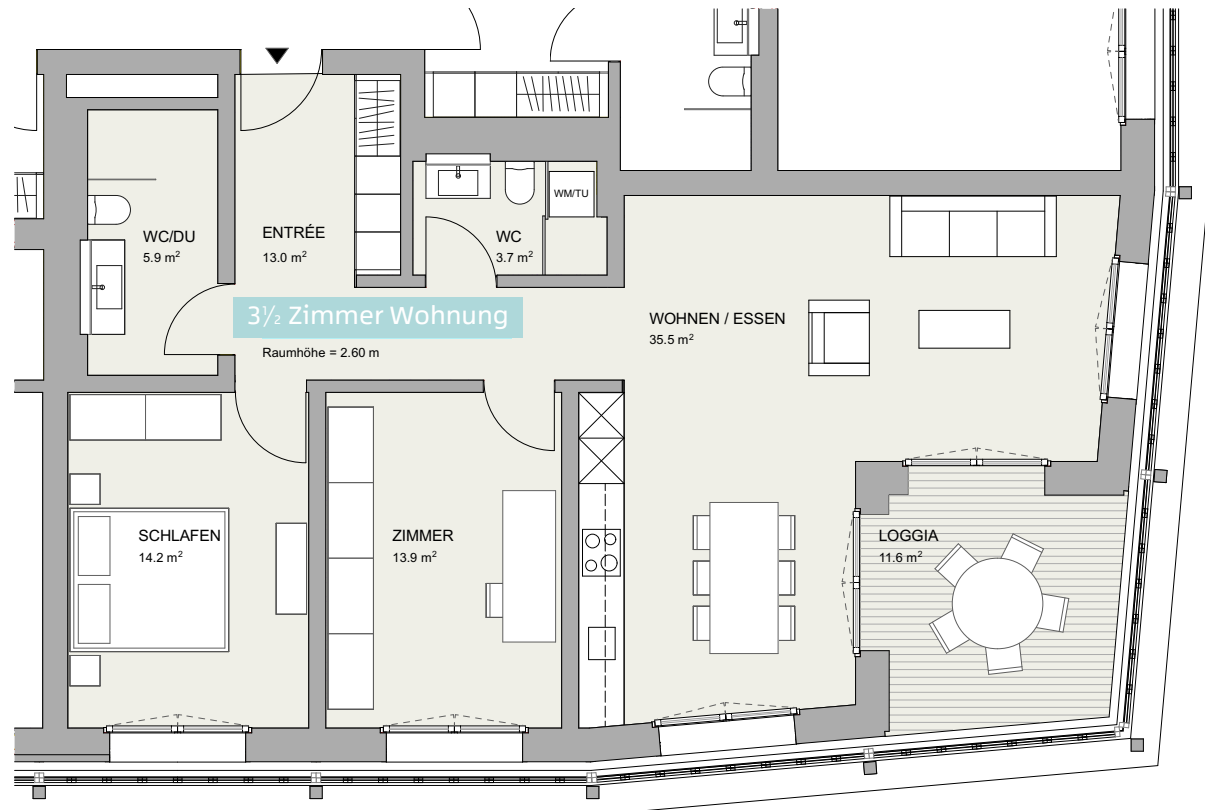 WC/DU
5.9 m²
ENTRÉE
13.0 m²
WC
3.7 m²
WM/TU
3½ Zimmer Wohnung
Raumhöhe = 2.60 m
WOHNEN / ESSEN
35.5 m²
SCHLAFEN
14.2 m²
ZIMMER
13.9 m²
LOGGIA
11.6 m²